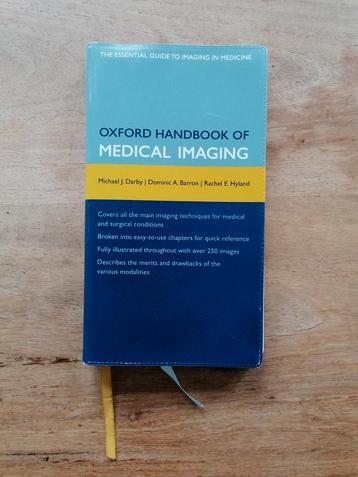 THE ESSENTIAL GUIDE TO IMAGING IN MEDICINE
OXFORD HANDBOOK OF
MEDICAL IMAGING
Michael J. Darby | Dominic A. Barron | Rachel E. Hyland
Covers all the main imaging techniques for medical
and surgical conditions
Broken into easy-to-use chapters for quick reference
Fully illustrated throughout with over 250 images
Describes the merits and drawbacks of the
various modalities